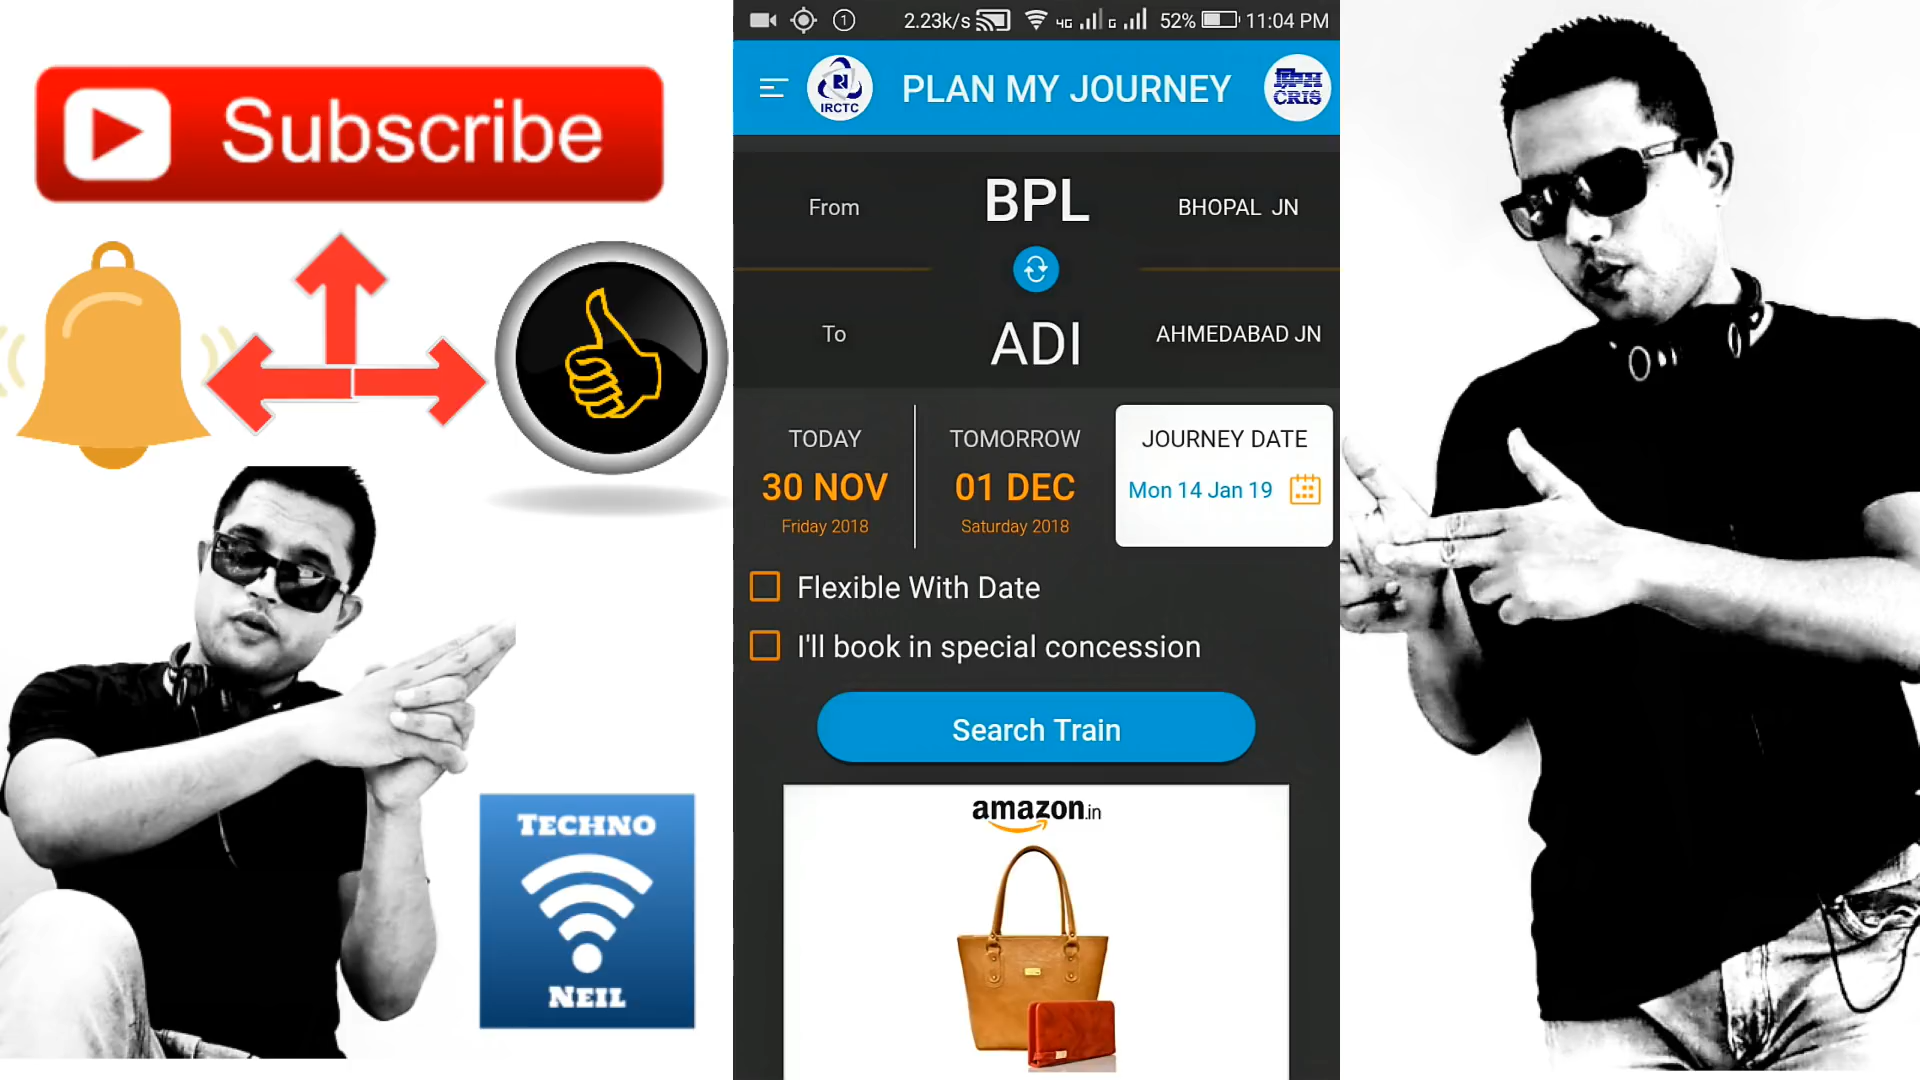 Subscribe
TECHNO
NEIL
1 2.23k/s 4G G 52% 11:04 PM
IRCTC
PLAN MY JOURNEY
CRIS
From BPL BHOPAL JN
To ADI AHMEDABAD JN
TODAY
30 NOV
Friday 2018
TOMORROW
01 DEC
Saturday 2018
JOURNEY DATE
Mon 14 Jan 19
Flexible With Date
I'll book in special concession
Search Train
amazon.in